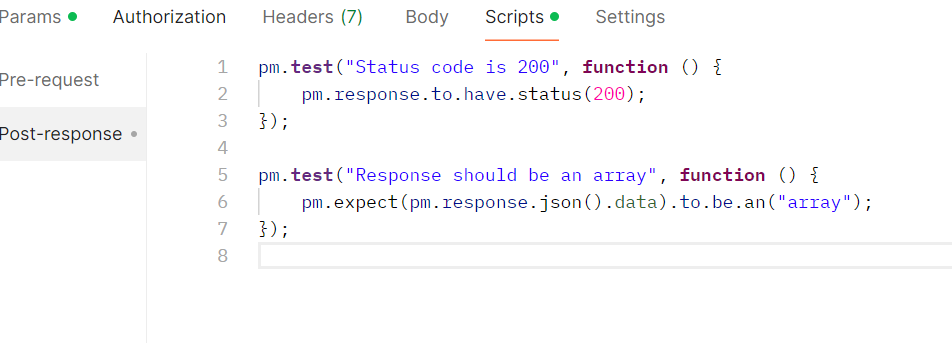 Params Authorization Headers (7) Body Scripts Settings
Pre-request
Post-response
1 pm.test("Status code is 200", function () {
2 pm.response.to.have.status(200);
3 });
4
5 pm.test("Response should be an array", function () {
6 pm.expect(pm.response.json().data).to.be.an("array");
7 });
8